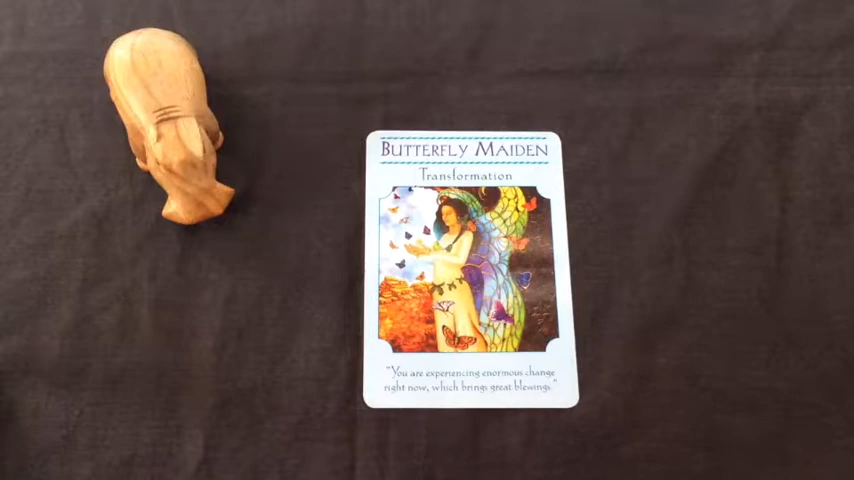 BUTTERFLY MAIDEN
Transformation
"You are experiencing enormous change
right now, which brings great blessings."